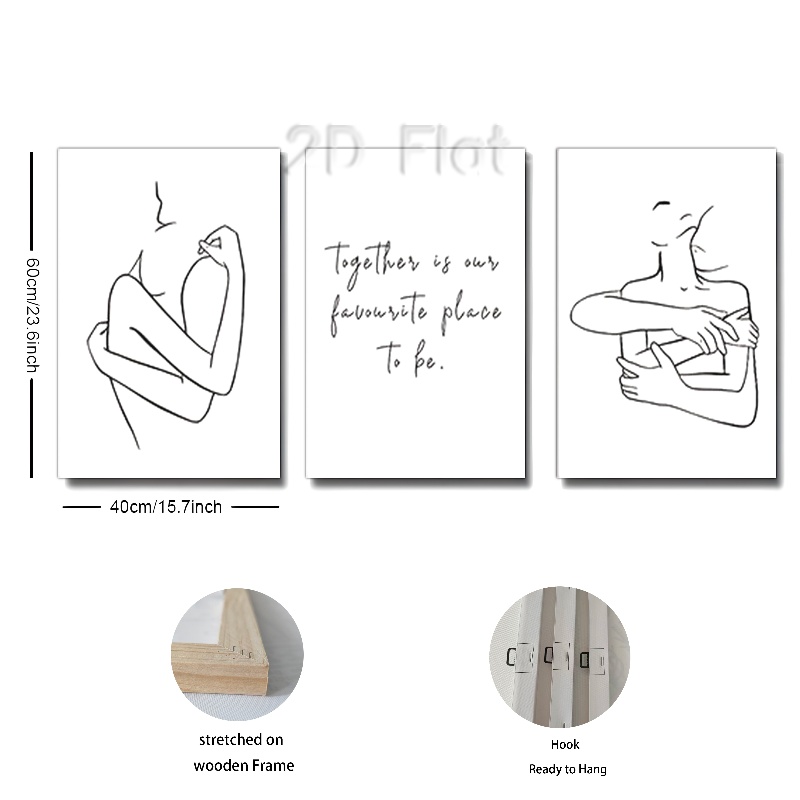 2D Flat
together is our
favourite place
to be.
60cm/23.6inch
40cm/15.7inch
stretched on
wooden Frame
Hook
Ready to Hang